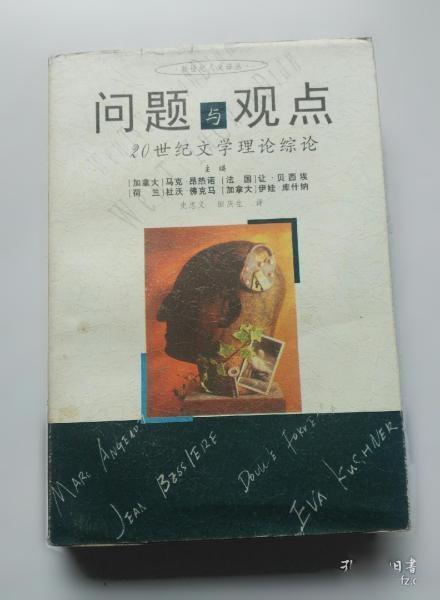 问题与观点
20世纪文学理论综论
主编
[加拿大]马克·昂热诺 [法 国]让·贝西埃
[荷 兰]杜沃·佛克马 [加拿大]伊娃·库什纳
史忠义 田庆生 译
MARC ANGENOT
JEAN BESSIERE
DOUWE FOKKEMA
EVA KUSHNER